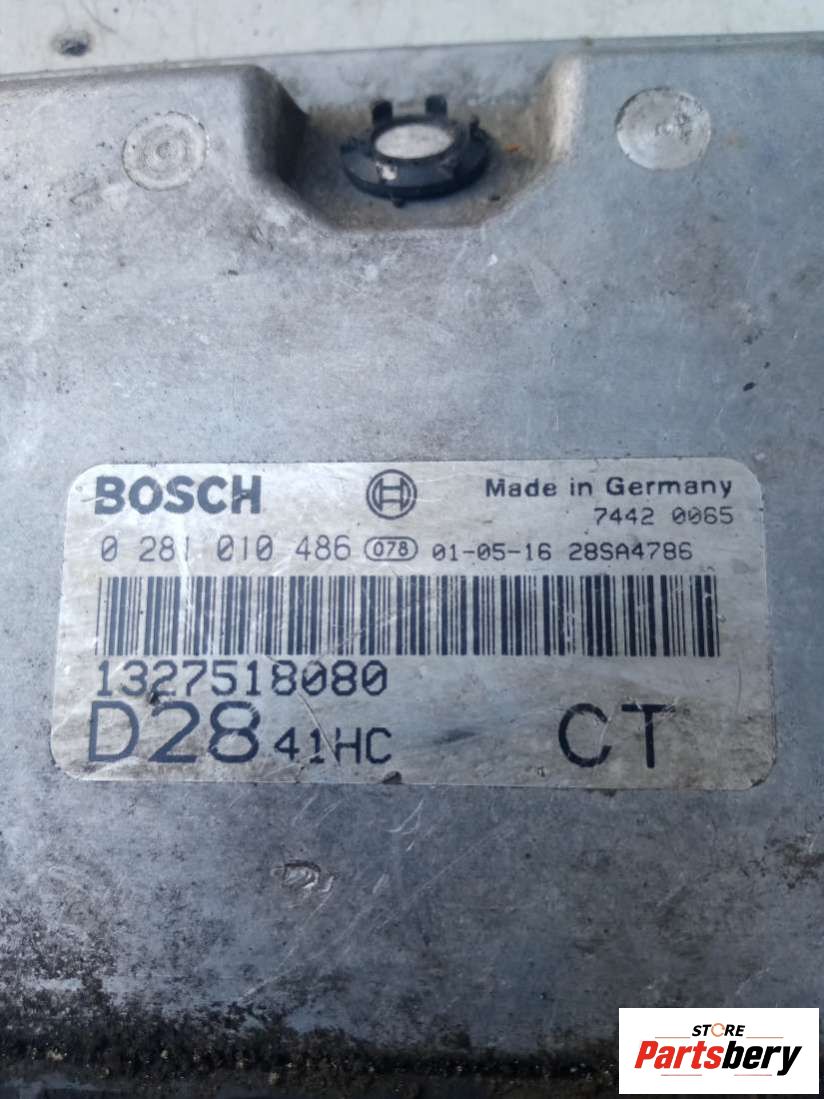 BOSCH Made in Germany
7442 0065
0 281 010 486 078 01-05-16 28SA4786
1327518080
D28 41HC CT
STORE
Partsbery